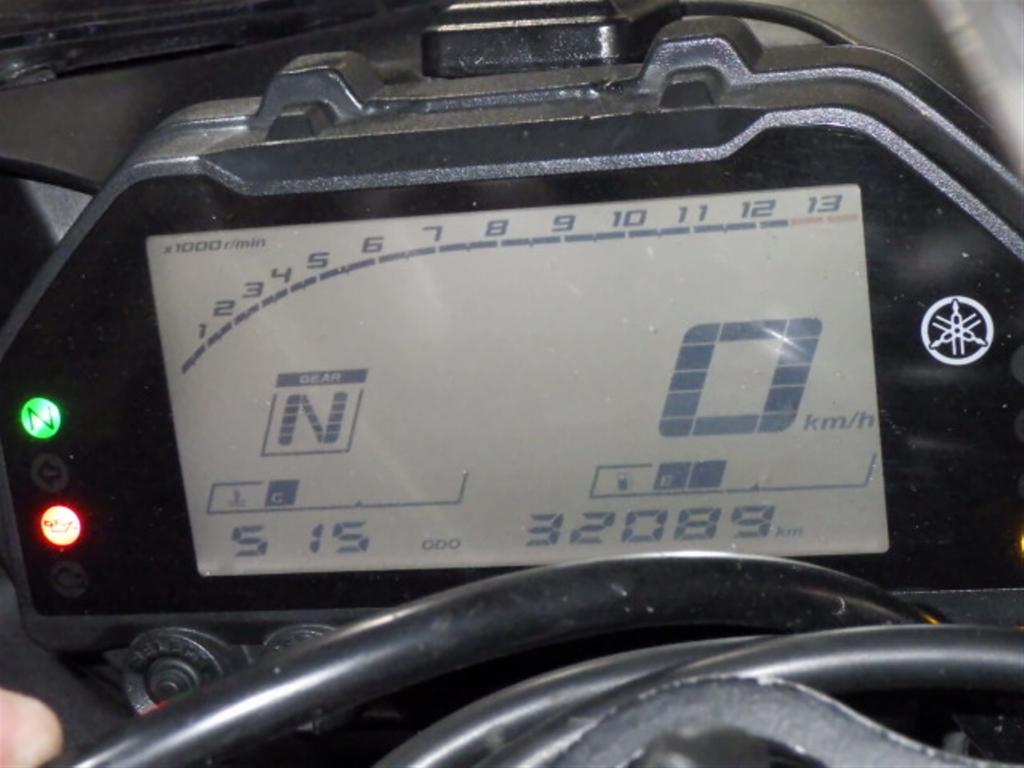 x1000 r/min
1 2 3 4 5 6 7 8 9 10 11 12 13
GEAR
N
0 km/h
N
C
E
5 15 ODO 32089 km
SELECT